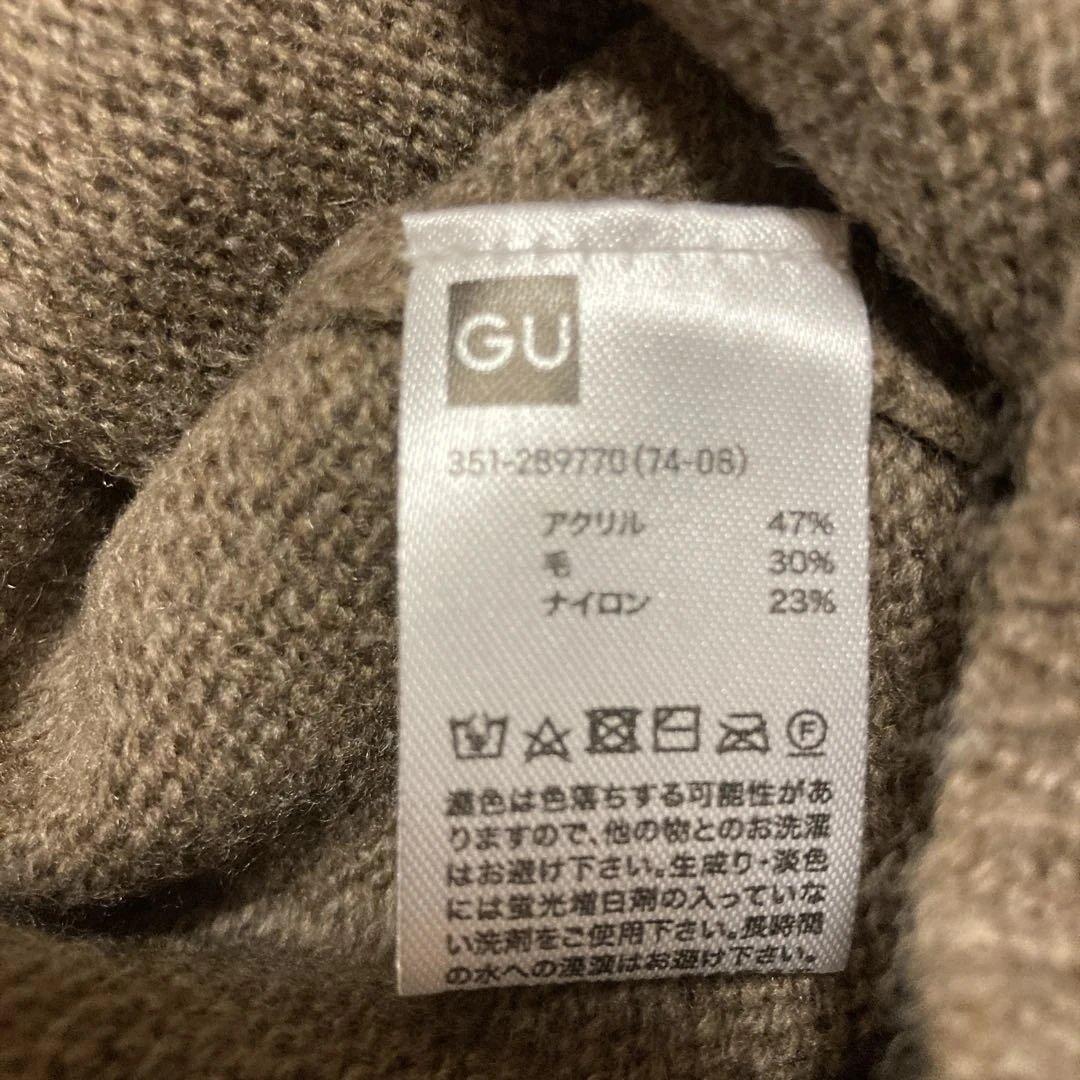 GU
351-289770(74-08)
アクリル 47%
毛 30%
ナイロン 23%
F
濃色は色落ちする可能性があ
りますので、他の物とのお洗濯
はお避け下さい。生成り・淡色
には蛍光増白剤の入っていな
い洗剤をご使用下さい。長時間
の水への浸漬はお避け下さい。